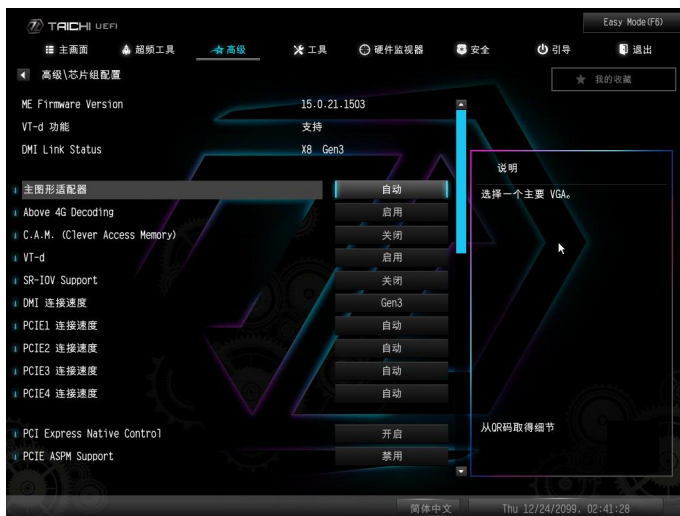 TAICHI UEFI
Easy Mode(F6)
主画面 超频工具 高级 工具 硬件监视器 安全 引导 退出
高级\芯片组配置
我的收藏
ME Firmware Version 15.0.21.1503
VT-d 功能 支持
DMI Link Status X8 Gen3
主图形适配器 自动
Above 4G Decoding 启用
C.A.M. (Clever Access Memory) 关闭
VT-d 启用
SR-IOV Support 关闭
DMI 连接速度 Gen3
PCIE1 连接速度 自动
PCIE2 连接速度 自动
PCIE3 连接速度 自动
PCIE4 连接速度 自动
PCI Express Native Control 开启
PCIE ASPM Support 禁用
说明
选择一个主要 VGA。
从QR码取得细节
简体中文 Thu 12/24/2099. 02:41:28